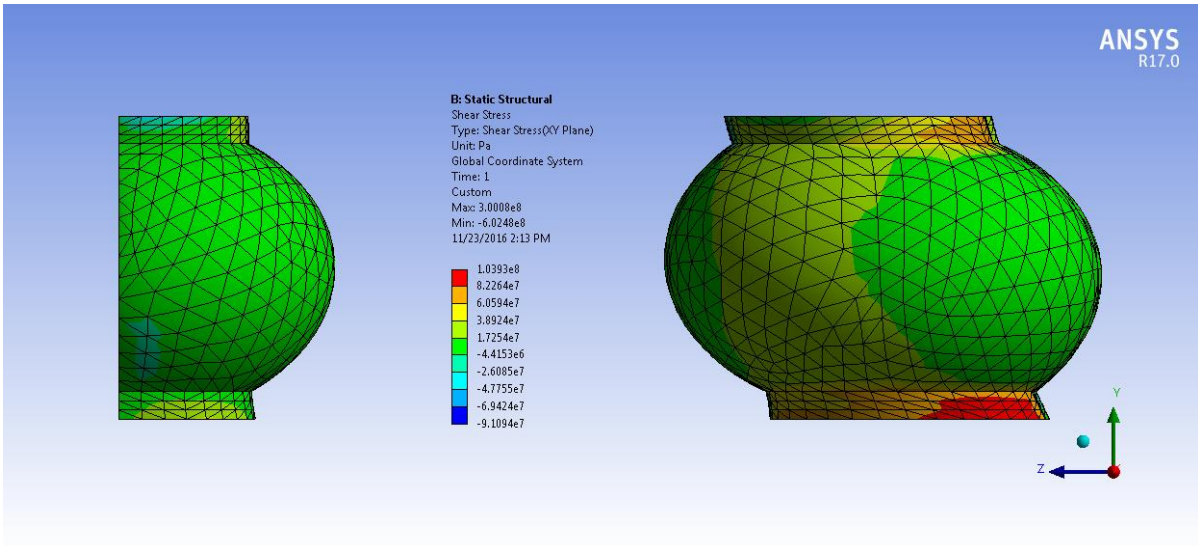 ANSYS
R17.0
B: Static Structural
Shear Stress
Type: Shear Stress(XY Plane)
Unit: Pa
Global Coordinate System
Time: 1
Custom
Max: 3.0008e8
Min: -6.0248e8
11/23/2016 2:13 PM
1.0393e8
8.2264e7
6.0594e7
3.8924e7
1.7254e7
-4.4153e6
-2.6085e7
-4.7755e7
-6.9424e7
-9.1094e7
Y
Z